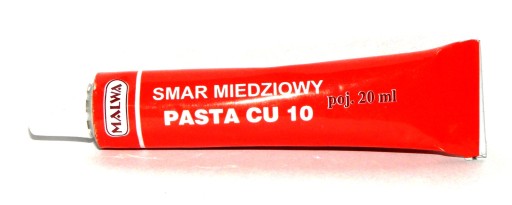 MALWA
SMAR MIEDZIOWY
PASTA CU 10
poj. 20 ml